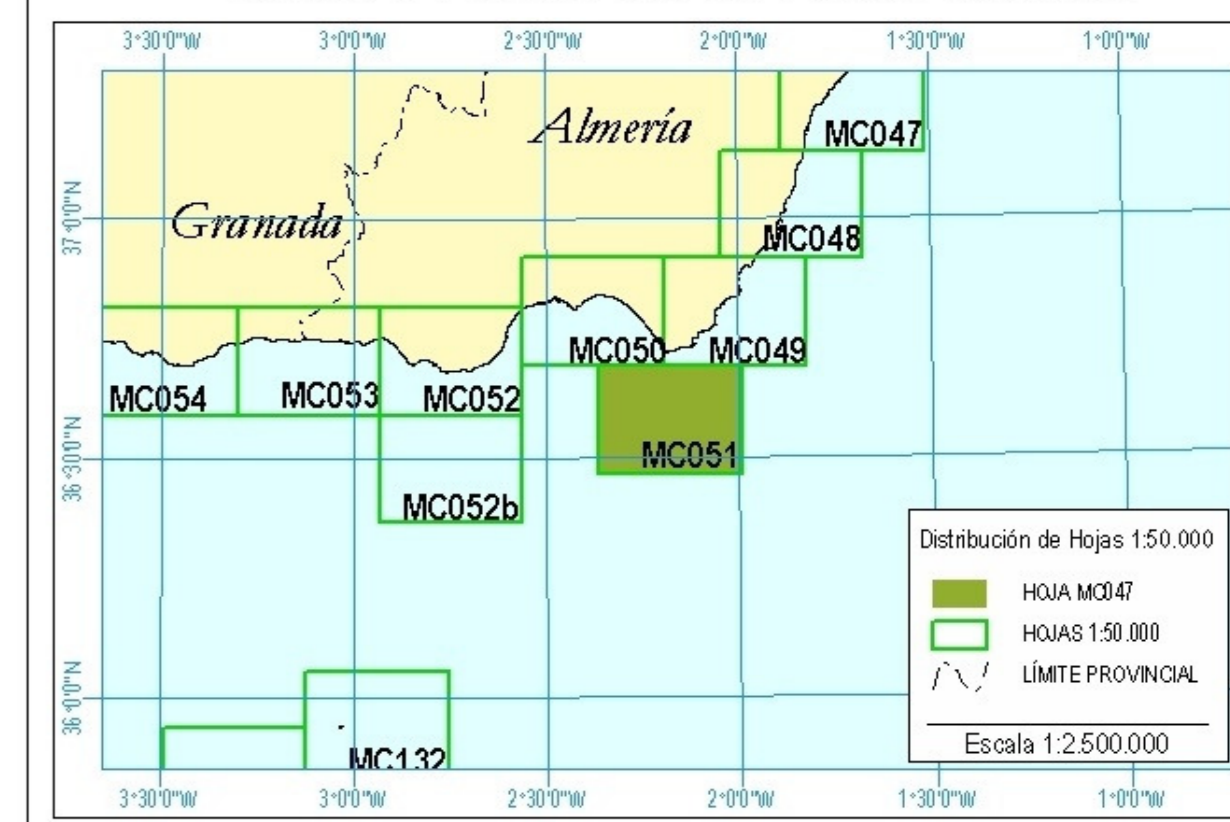 3°30'0"W 3°0'0"W 2°30'0"W 2°0'0"W 1°30'0"W 1°0'0"W
Almería
MC047
37°0'0"N
Granada
MC048
MC050
MC049
MC054
MC053
MC052
36°30'0"N
MC051
MC052b
Distribución de Hojas 1:50.000
HOJA MC047
HOJAS 1:50.000
LÍMITE PROVINCIAL
36°0'0"N
Escala 1:2.500.000
MC132
3°30'0"W 3°0'0"W 2°30'0"W 2°0'0"W 1°30'0"W 1°0'0"W